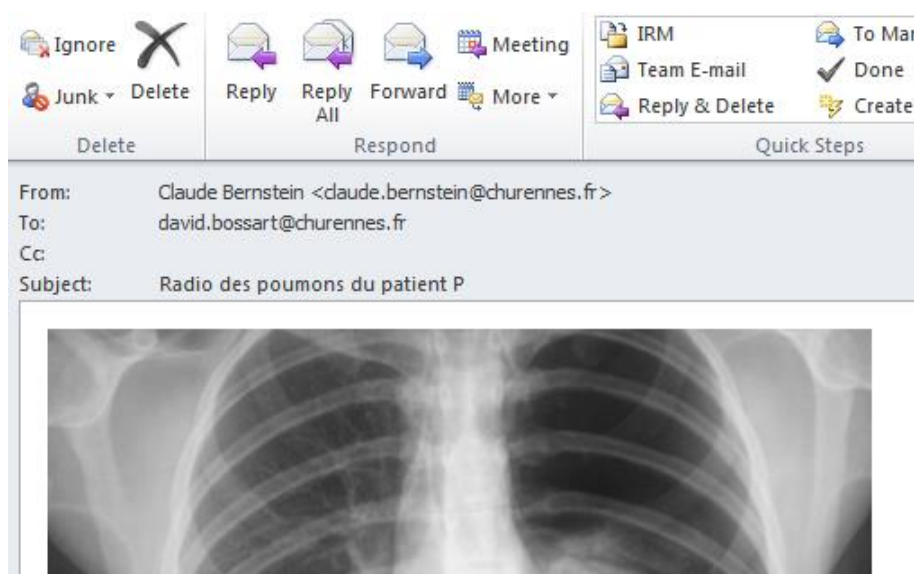 Ignore
Junk
Delete
Reply
Reply All
Forward
Meeting
More
IRM
Team E-mail
Reply & Delete
To Mar
Done
Create
Delete
Respond
Quick Steps
From: Claude Bernstein <claude.bernstein@churennes.fr>
To: david.bossart@churennes.fr
Cc:
Subject: Radio des poumons du patient P